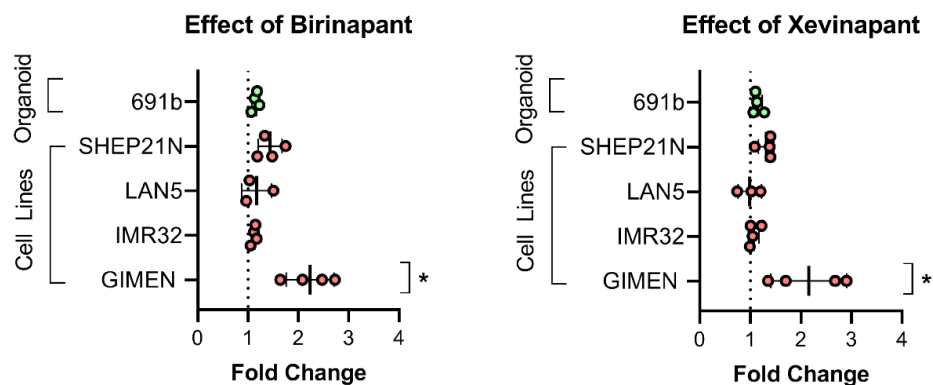 Effect of Birinapant
Organoid
Cell Lines
691b
SHEP21N
LAN5
IMR32
GIMEN
*
0 1 2 3 4
Fold Change
Effect of Xevinapant
Organoid
Cell Lines
691b
SHEP21N
LAN5
IMR32
GIMEN
*
0 1 2 3 4
Fold Change